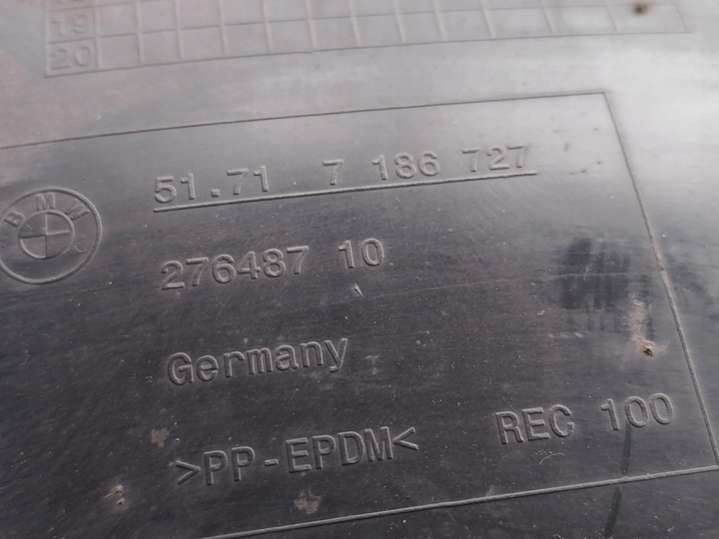 19
20
BMW
51.71 7 186 727
276487 10
Germany
>PP-EPDM< REC 100